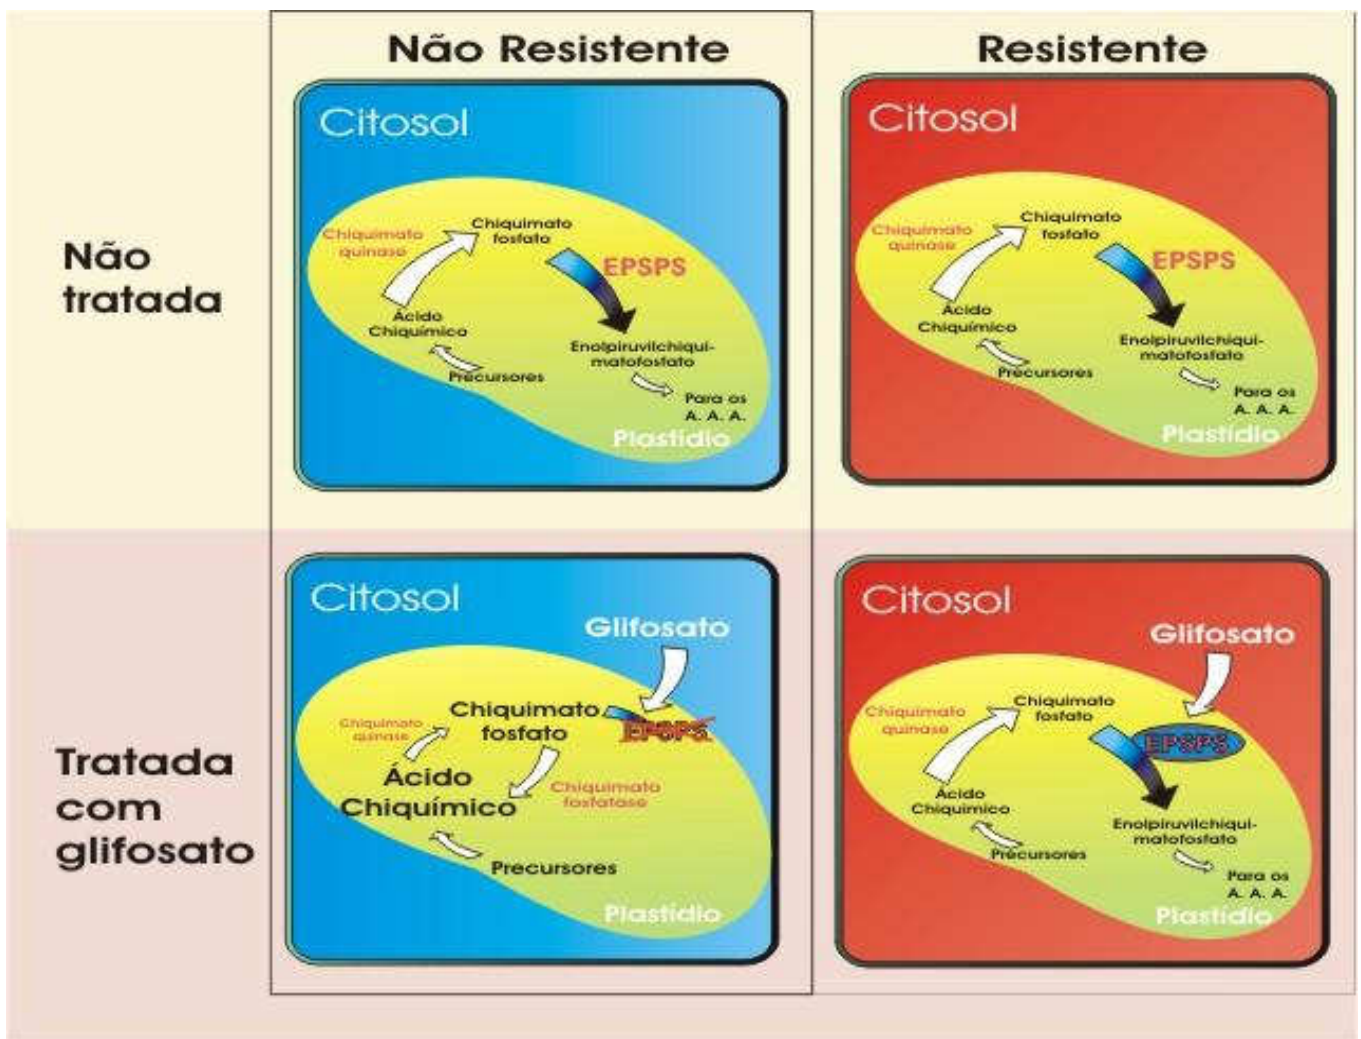 Não Resistente
Resistente
Não
tratada
Citosol
Chiquimato
quinase
Chiquimato
fosfato
EPSPS
Ácido
Chiquímico
Precursores
Enolpiruvilchiqui-
matofosfato
Para os
A. A. A.
Plastídio
Citosol
Chiquimato
quinase
Chiquimato
fosfato
EPSPS
Ácido
Chiquímico
Precursores
Enolpiruvilchiqui-
matofosfato
Para os
A. A. A.
Plastídio
Tratada
com
glifosato
Citosol
Glifosato
Chiquimato
quinase
Chiquimato
fosfato
EPSPS
Ácido
Chiquímico
Chiquimato
fosfatase
Precursores
Plastídio
Citosol
Glifosato
Chiquimato
quinase
Chiquimato
fosfato
EPSPS
Ácido
Chiquímico
Precursores
Enolpiruvilchiqui-
matofosfato
Para os
A. A. A.
Plastídio